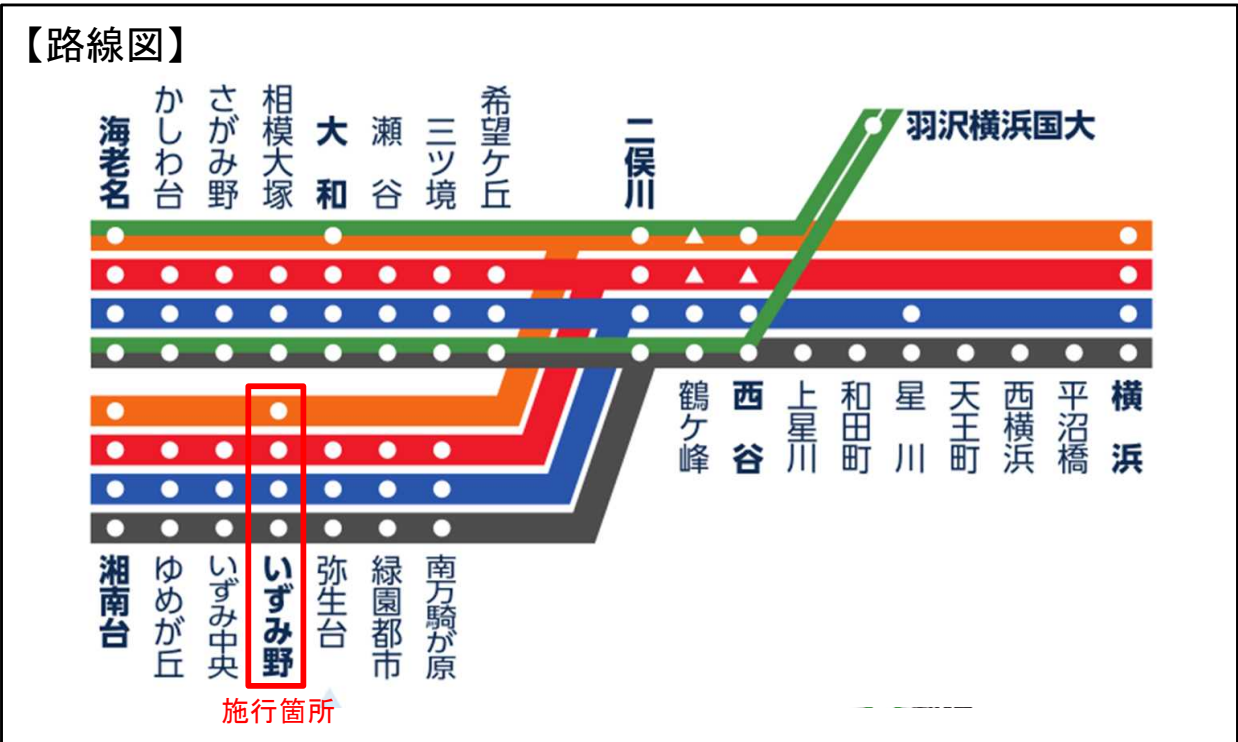 【路線図】
海老名
かしわ台
さがみ野
相模大塚
大和
瀬谷
三ツ境
希望ケ丘
二俣川
羽沢横浜国大
鶴ケ峰
西谷
上星川
和田町
星川
天王町
西横浜
平沼橋
横浜
湘南台
ゆめが丘
いずみ中央
いずみ野
弥生台
緑園都市
南万騎が原
施行箇所